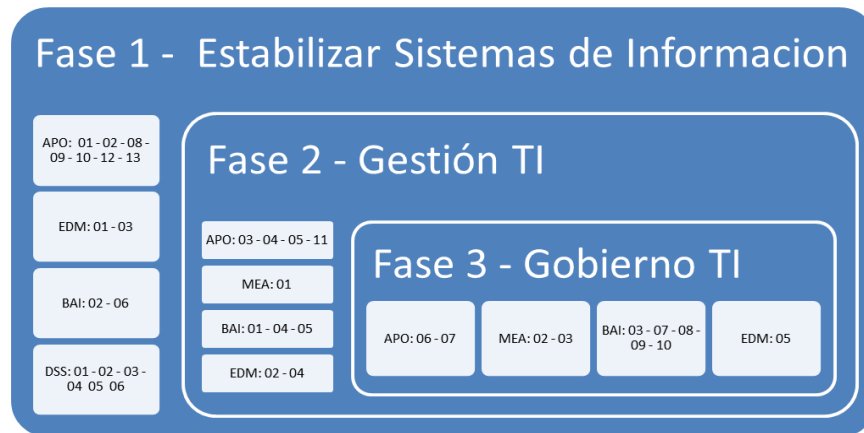 Fase 1 - Estabilizar Sistemas de Informacion
APO: 01 - 02 - 08 -
09 - 10 - 12 - 13
EDM: 01 - 03
BAI: 02 - 06
DSS: 01 - 02 - 03 -
04 05 06
Fase 2 - Gestión TI
APO: 03 - 04 - 05 - 11
MEA: 01
BAI: 01 - 04 - 05
EDM: 02 - 04
Fase 3 - Gobierno TI
APO: 06 - 07
MEA: 02 - 03
BAI: 03 - 07 - 08 -
09 - 10
EDM: 05